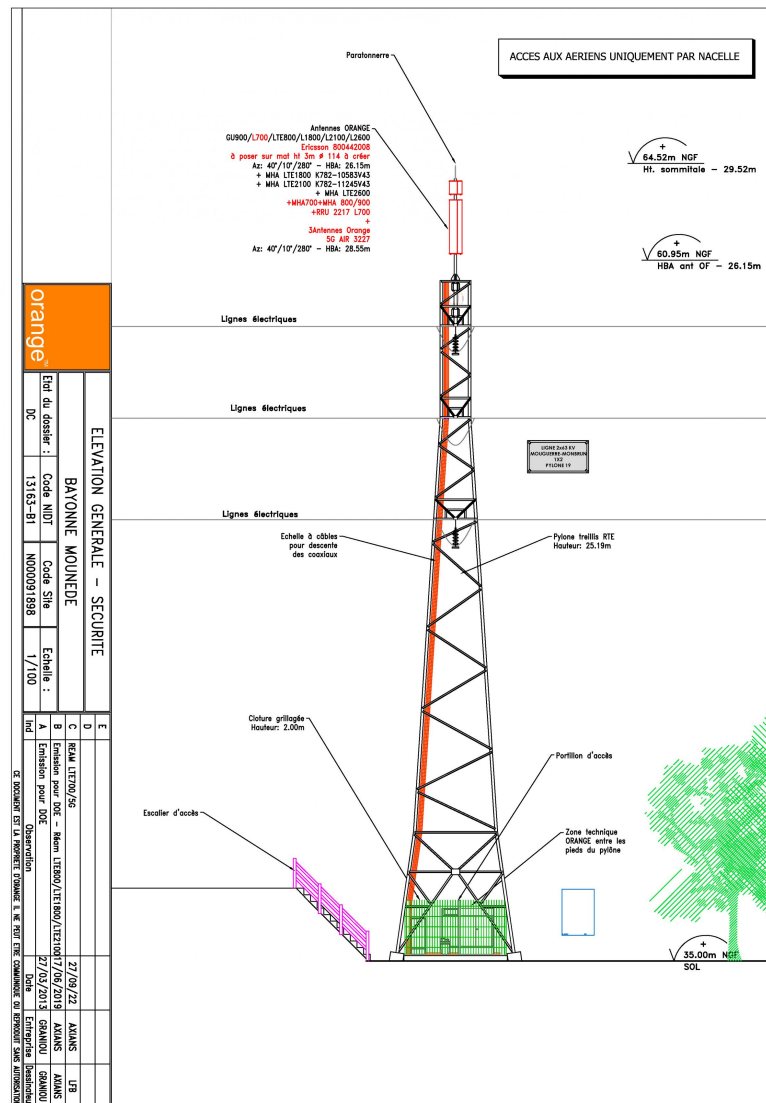 ACCES AUX AERIENS UNIQUEMENT PAR NACELLE
Paratonnerre
Antennes ORANGE
GU900/L700/LTE800/L1800/L2100/L2600
Ericsson 800442008
à poser sur mat ht 3m # 114 à créer
Az: 40°/10°/280° - HBA: 26.15m
+ MHA LTE1800 K782-10583V43
+ MHA LTE2100 K782-11245V43
+ MHA LTE2600
+MHA700+MHA 800/900
+RRU 2217 L700
+
3Antennes Orange
5G AIR 3227
Az: 40°/10°/280° - HBA: 28.55m
+
64.52m NGF
Ht. sommitale - 29.52m
+
60.95m NGF
HBA ant OF - 26.15m
Lignes électriques
Lignes électriques
LIGNE 2x63 KV
MOUGUERRE-MONBRUN
1X2
PYLONE 19
Lignes électriques
Echelle à câbles
pour descente
des coaxiaux
Pylone treillis RTE
Hauteur: 25.19m
Cloture grillagée
Hauteur: 2.00m
Portillon d'accès
Escalier d'accès
Zone technique
ORANGE entre les
pieds du pylône
+
35.00m NGF
SOL
orange™
ELEVATION GENERALE - SECURITE
BAYONNE MOUNEDE
Etat du dossier :
DC
Code NIDT
13163-B1
Code Site
N000091898
Echelle :
1/100
E
D
C REAM LTE700/5G 27/09/22 AXIANS LFB
B Emission pour DOE - Réam LTE800/LTE1800/LTE2100 17/06/2019 AXIANS AXIANS
A Emission pour DOE 27/03/2013 GRANIOU GRANIOU
Ind Observation Date Entreprise Dessinateur
CE DOCUMENT EST LA PROPRIETE D'ORANGE IL NE PEUT ETRE COMMUNIQUE OU REPRODUIT SANS AUTORISATION